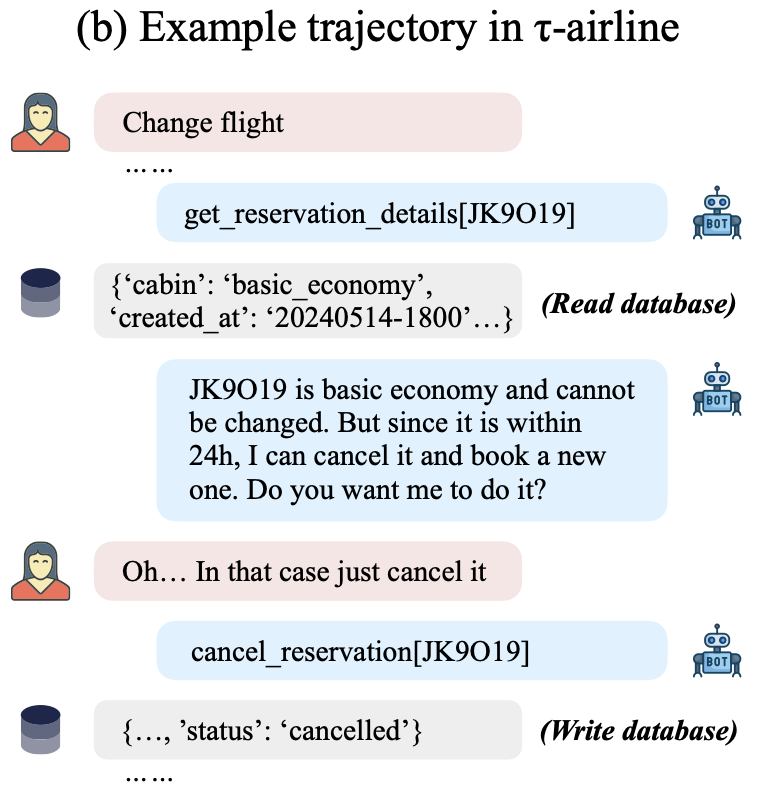 (b) Example trajectory in τ-airline
Change flight
... ...
get_reservation_details[JK9O19]
BOT
{‘cabin’: ‘basic_economy’,
‘created_at’: ‘20240514-1800’…}
(Read database)
JK9O19 is basic economy and cannot
be changed. But since it is within
24h, I can cancel it and book a new
one. Do you want me to do it?
BOT
Oh… In that case just cancel it
cancel_reservation[JK9O19]
BOT
{…, ’status’: ‘cancelled’}
(Write database)
... ...